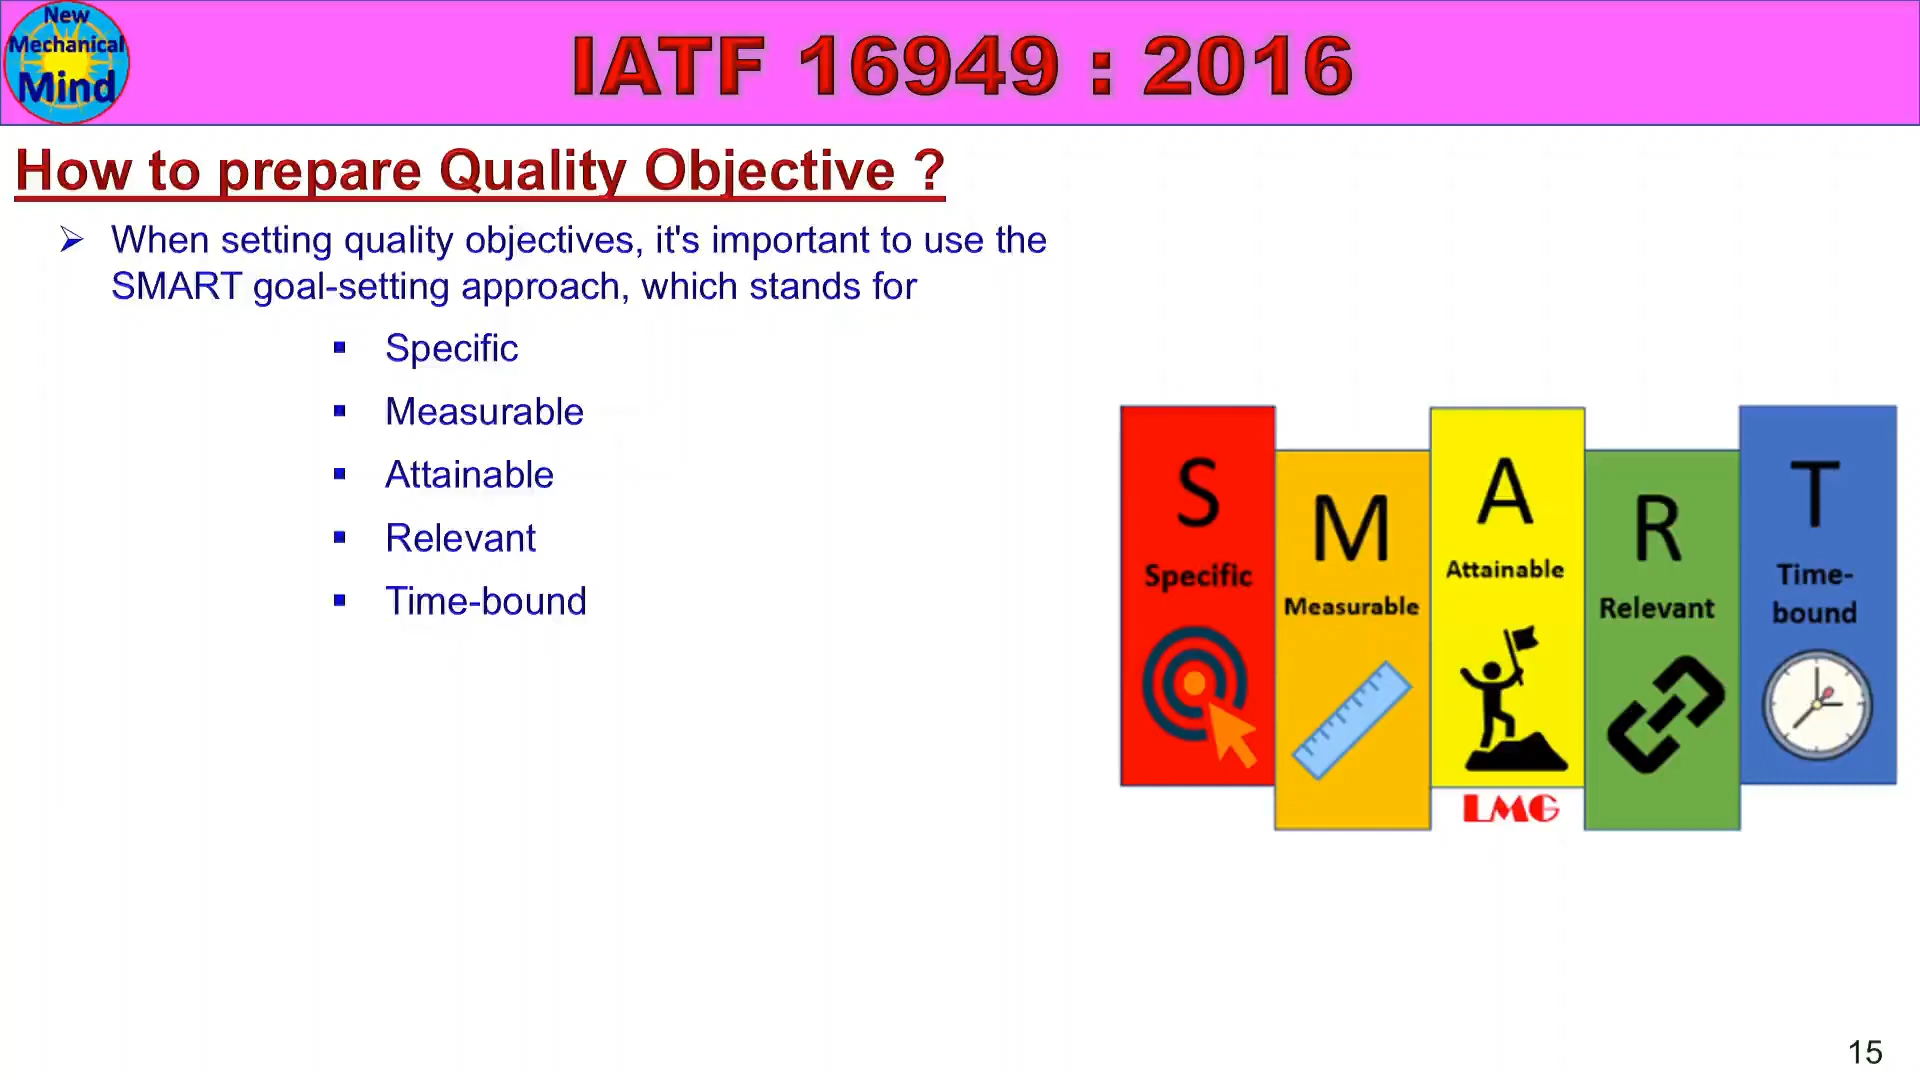 New
Mechanical
Mind
IATF 16949 : 2016
How to prepare Quality Objective ?
When setting quality objectives, it's important to use the
SMART goal-setting approach, which stands for
Specific
Measurable
Attainable
Relevant
Time-bound
S
Specific
M
Measurable
A
Attainable
R
Relevant
T
Time-
bound
LMG
15